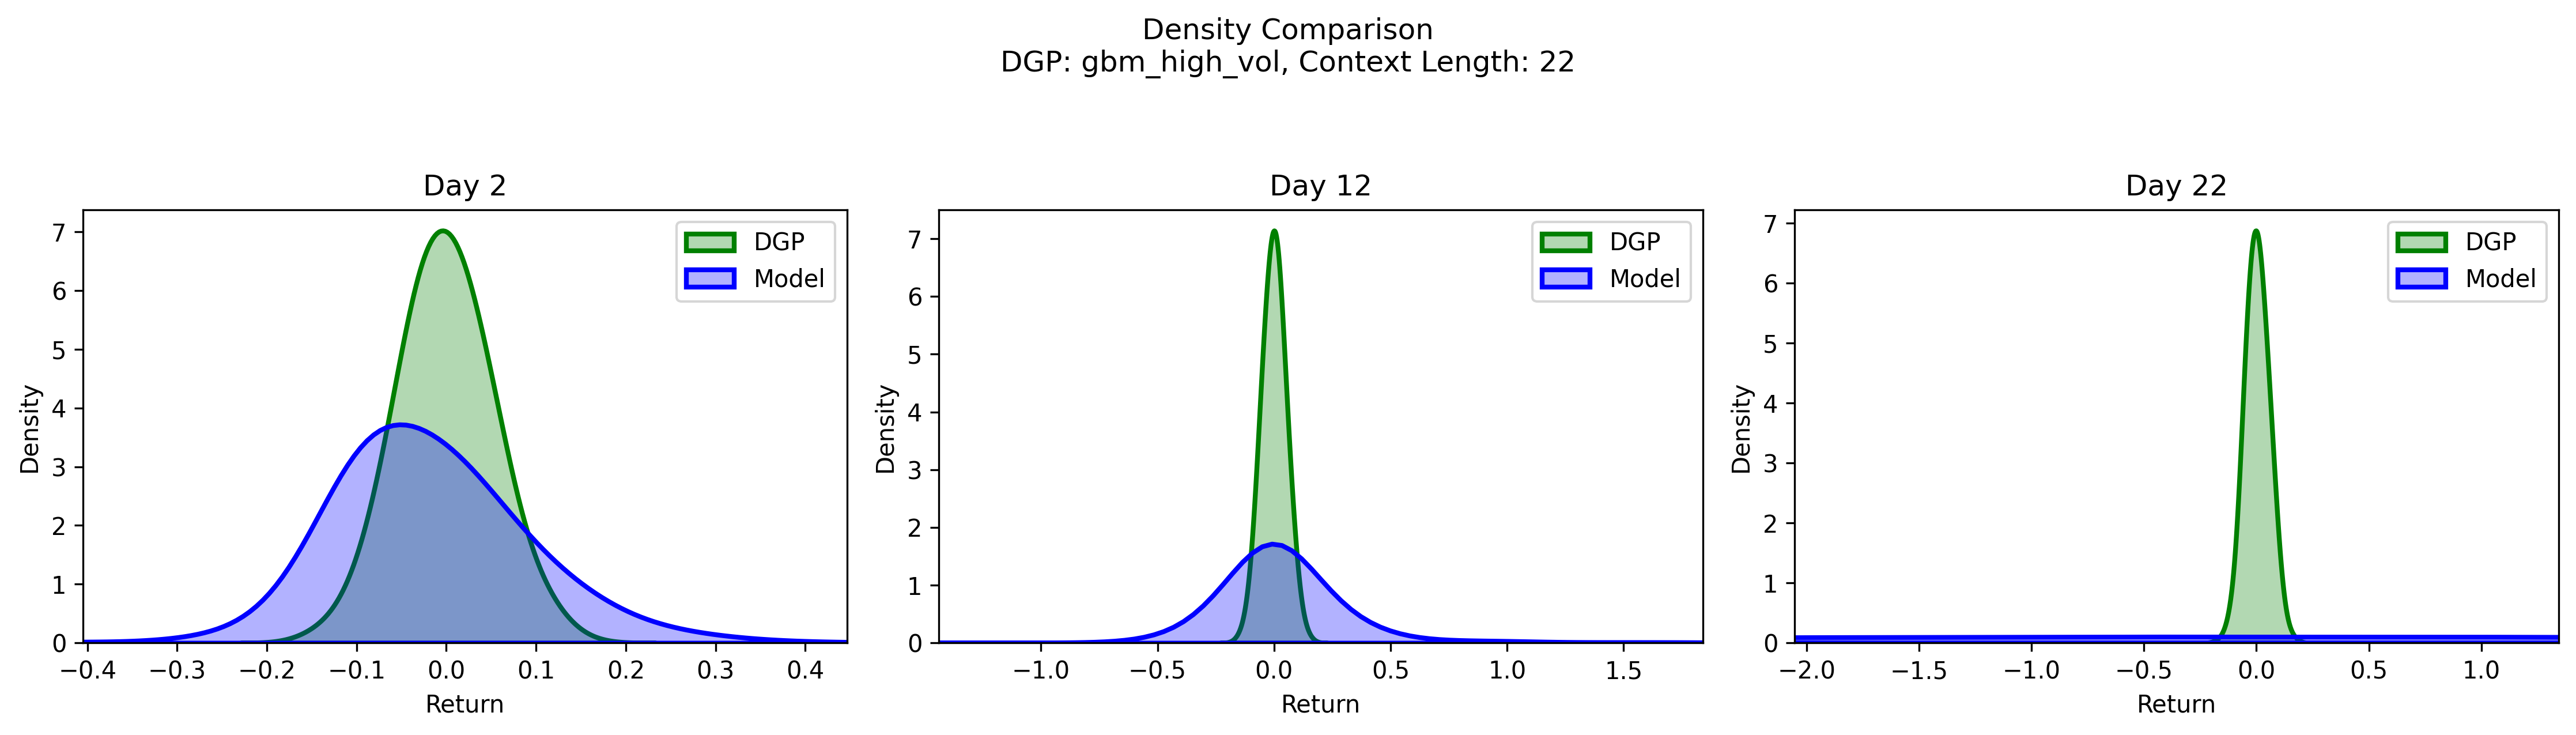 Density Comparison
DGP: gbm_high_vol, Context Length: 22
Day 2
Density
7
6
5
4
3
2
1
0
DGP
Model
−0.4 −0.3 −0.2 −0.1 0.0 0.1 0.2 0.3 0.4
Return
Day 12
Density
7
6
5
4
3
2
1
0
DGP
Model
−1.0 −0.5 0.0 0.5 1.0 1.5
Return
Day 22
Density
7
6
5
4
3
2
1
0
DGP
Model
−2.0 −1.5 −1.0 −0.5 0.0 0.5 1.0
Return